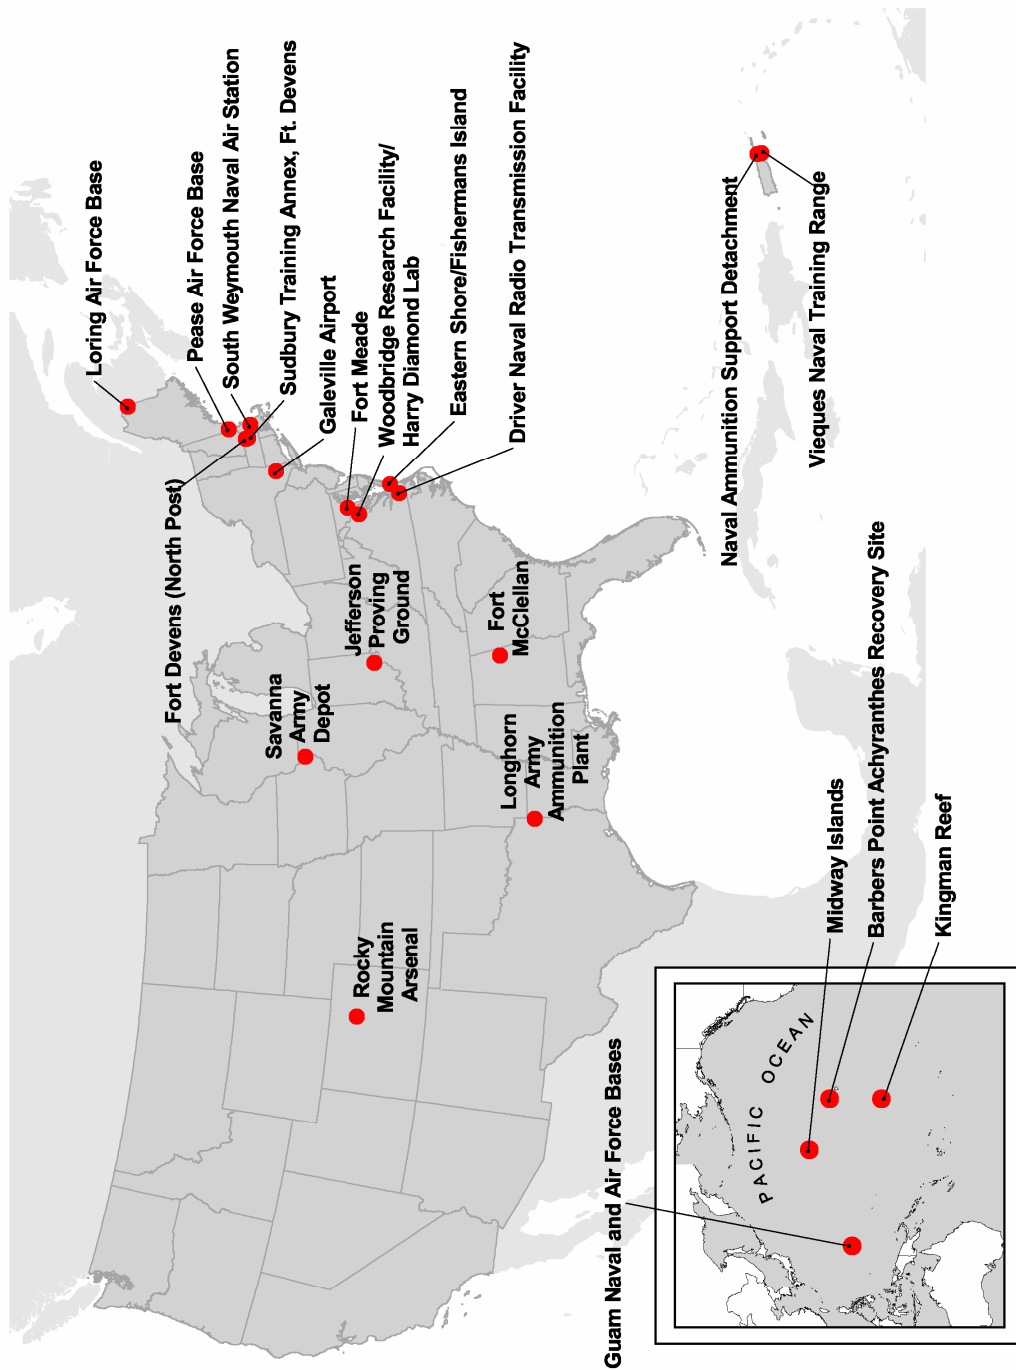 Loring Air Force Base
Pease Air Force Base
South Weymouth Naval Air Station
Sudbury Training Annex, Ft. Devens
Galeville Airport
Fort Meade
Woodbridge Research Facility/
Harry Diamond Lab
Eastern Shore/Fishermans Island
Driver Naval Radio Transmission Facility
Fort Devens (North Post)
Savanna
Army
Depot
Jefferson
Proving
Ground
Fort
McClellan
Longhorn
Army
Ammunition
Plant
Rocky
Mountain
Arsenal
Naval Ammunition Support Detachment
Vieques Naval Training Range
Guam Naval and Air Force Bases
Midway Islands
Barbers Point Achyranthes Recovery Site
Kingman Reef
PACIFIC OCEAN